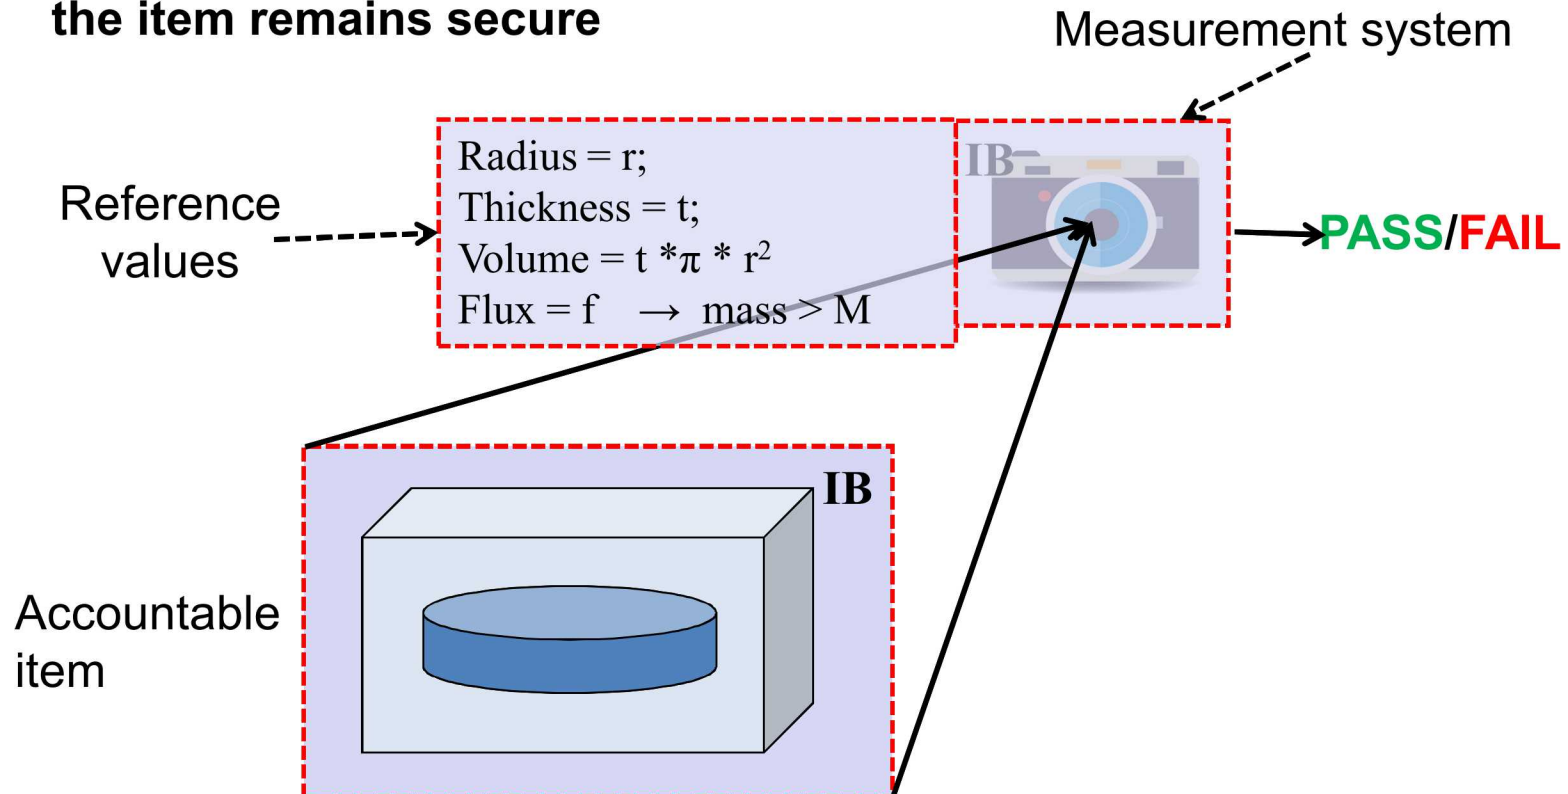 the item remains secure
Measurement system
Reference
values
Radius = r;
Thickness = t;
Volume = t *π * r²
Flux = f → mass > M
IB
PASS/FAIL
IB
Accountable
item